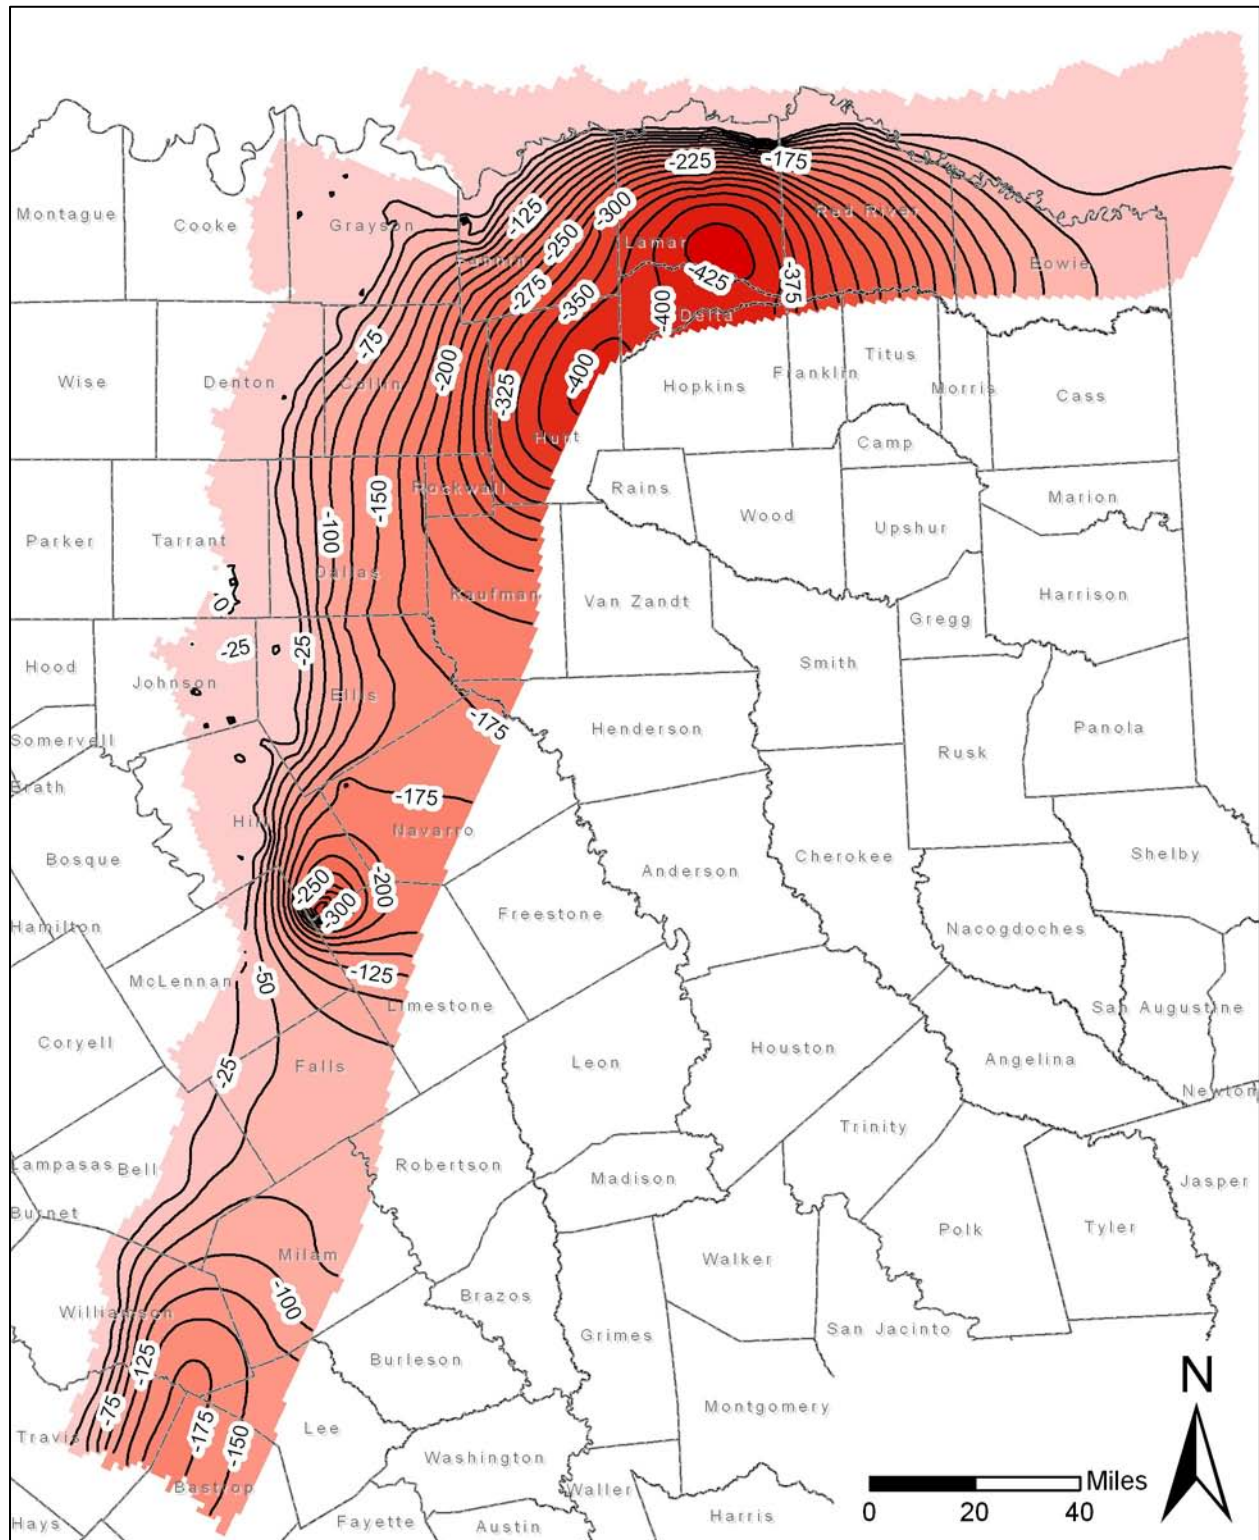 -225
-175
Montague
Cooke
Grayson
-125
-300
Red River
Lamar
-250
Fannin
Bowie
-425
-275
-350
-375
-400
Delta
-75
Titus
Wise
Denton
Collin
-200
-400
Hopkins
Franklin
Morris
Cass
-325
Hunt
Camp
Rockwall
-150
Rains
Marion
Wood
Upshur
Parker
Tarrant
-100
Dallas
Kaufman
Van Zandt
Harrison
0
Gregg
-25
-25
Hood
Johnson
Smith
Ellis
Somervell
-175
Henderson
Panola
Rusk
Erath
-175
Hill
Navarro
Bosque
Anderson
Cherokee
Shelby
-250
-200
-300
Freestone
Hamilton
Nacogdoches
McLennan
-50
-125
Limestone
San Augustine
Coryell
Leon
Houston
Angelina
-25
Falls
Newton
Trinity
Lampasas
Bell
Robertson
Madison
Jasper
Burnet
Polk
Tyler
Milam
Walker
-100
Brazos
Williamson
Grimes
San Jacinto
-125
Burleson
N
-75
Montgomery
-175
-150
Travis
Lee
Washington
Bastrop
Waller
Miles
0 20 40
Hays
Fayette
Austin
Harris